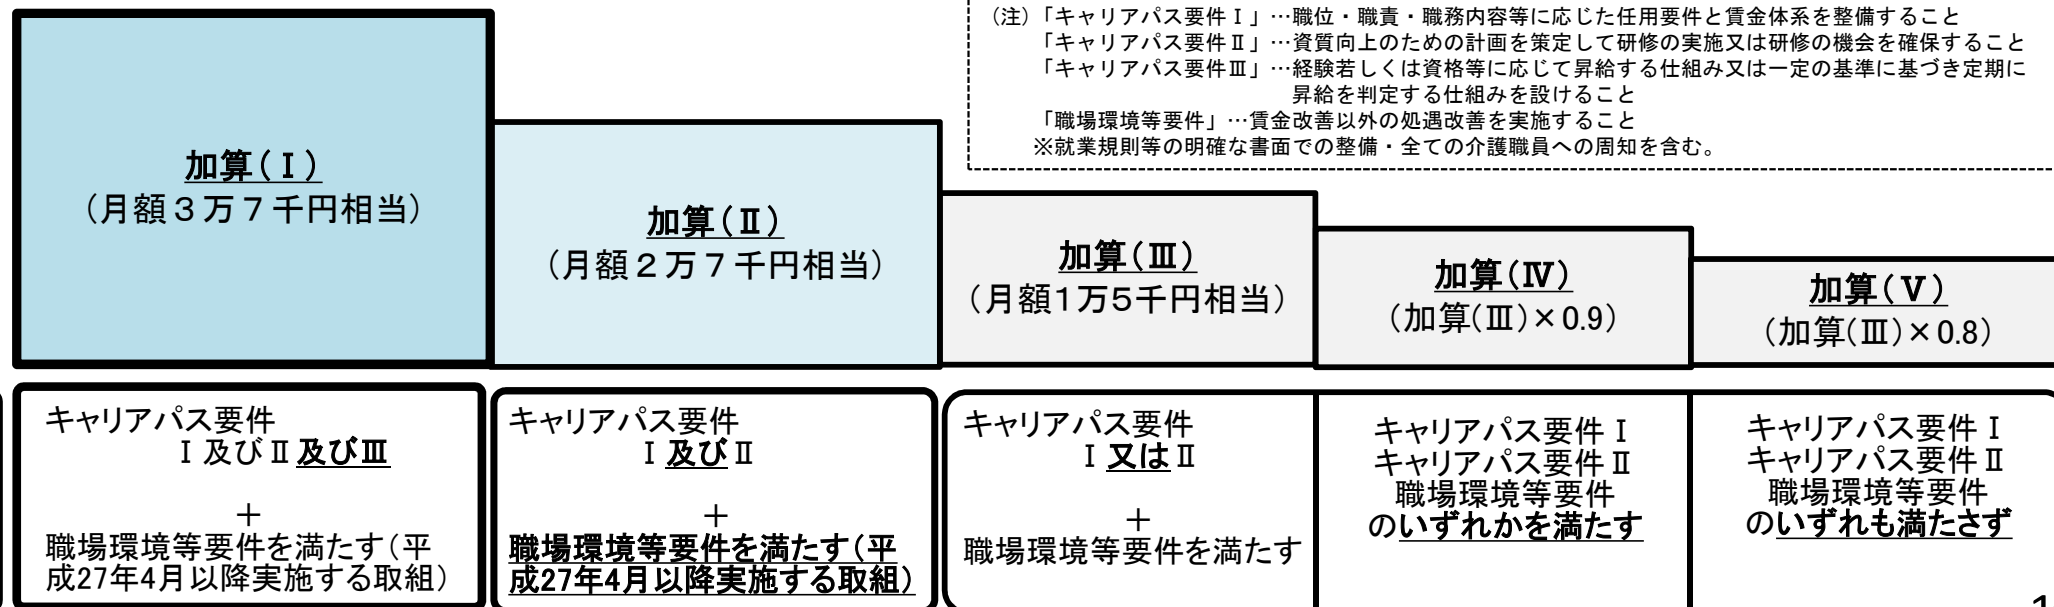 (注)「キャリアパス要件Ⅰ」…職位・職責・職務内容等に応じた任用要件と賃金体系を整備すること
「キャリアパス要件Ⅱ」…資質向上のための計画を策定して研修の実施又は研修の機会を確保すること
「キャリアパス要件Ⅲ」…経験若しくは資格等に応じて昇給する仕組み又は一定の基準に基づき定期に
昇給を判定する仕組みを設けること
「職場環境等要件」…賃金改善以外の処遇改善を実施すること
※就業規則等の明確な書面での整備・全ての介護職員への周知を含む。
加算(Ⅰ)
(月額3万7千円相当)
加算(Ⅱ)
(月額2万7千円相当)
加算(Ⅲ)
(月額1万5千円相当)
加算(Ⅳ)
(加算(Ⅲ)×0.9)
加算(Ⅴ)
(加算(Ⅲ)×0.8)
キャリアパス要件
Ⅰ及びⅡ及びⅢ
+
職場環境等要件を満たす(平
成27年4月以降実施する取組)
キャリアパス要件
Ⅰ及びⅡ
+
職場環境等要件を満たす(平
成27年4月以降実施する取組)
キャリアパス要件
Ⅰ又はⅡ
+
職場環境等要件を満たす
キャリアパス要件Ⅰ
キャリアパス要件Ⅱ
職場環境等要件
のいずれかを満たす
キャリアパス要件Ⅰ
キャリアパス要件Ⅱ
職場環境等要件
のいずれも満たさず